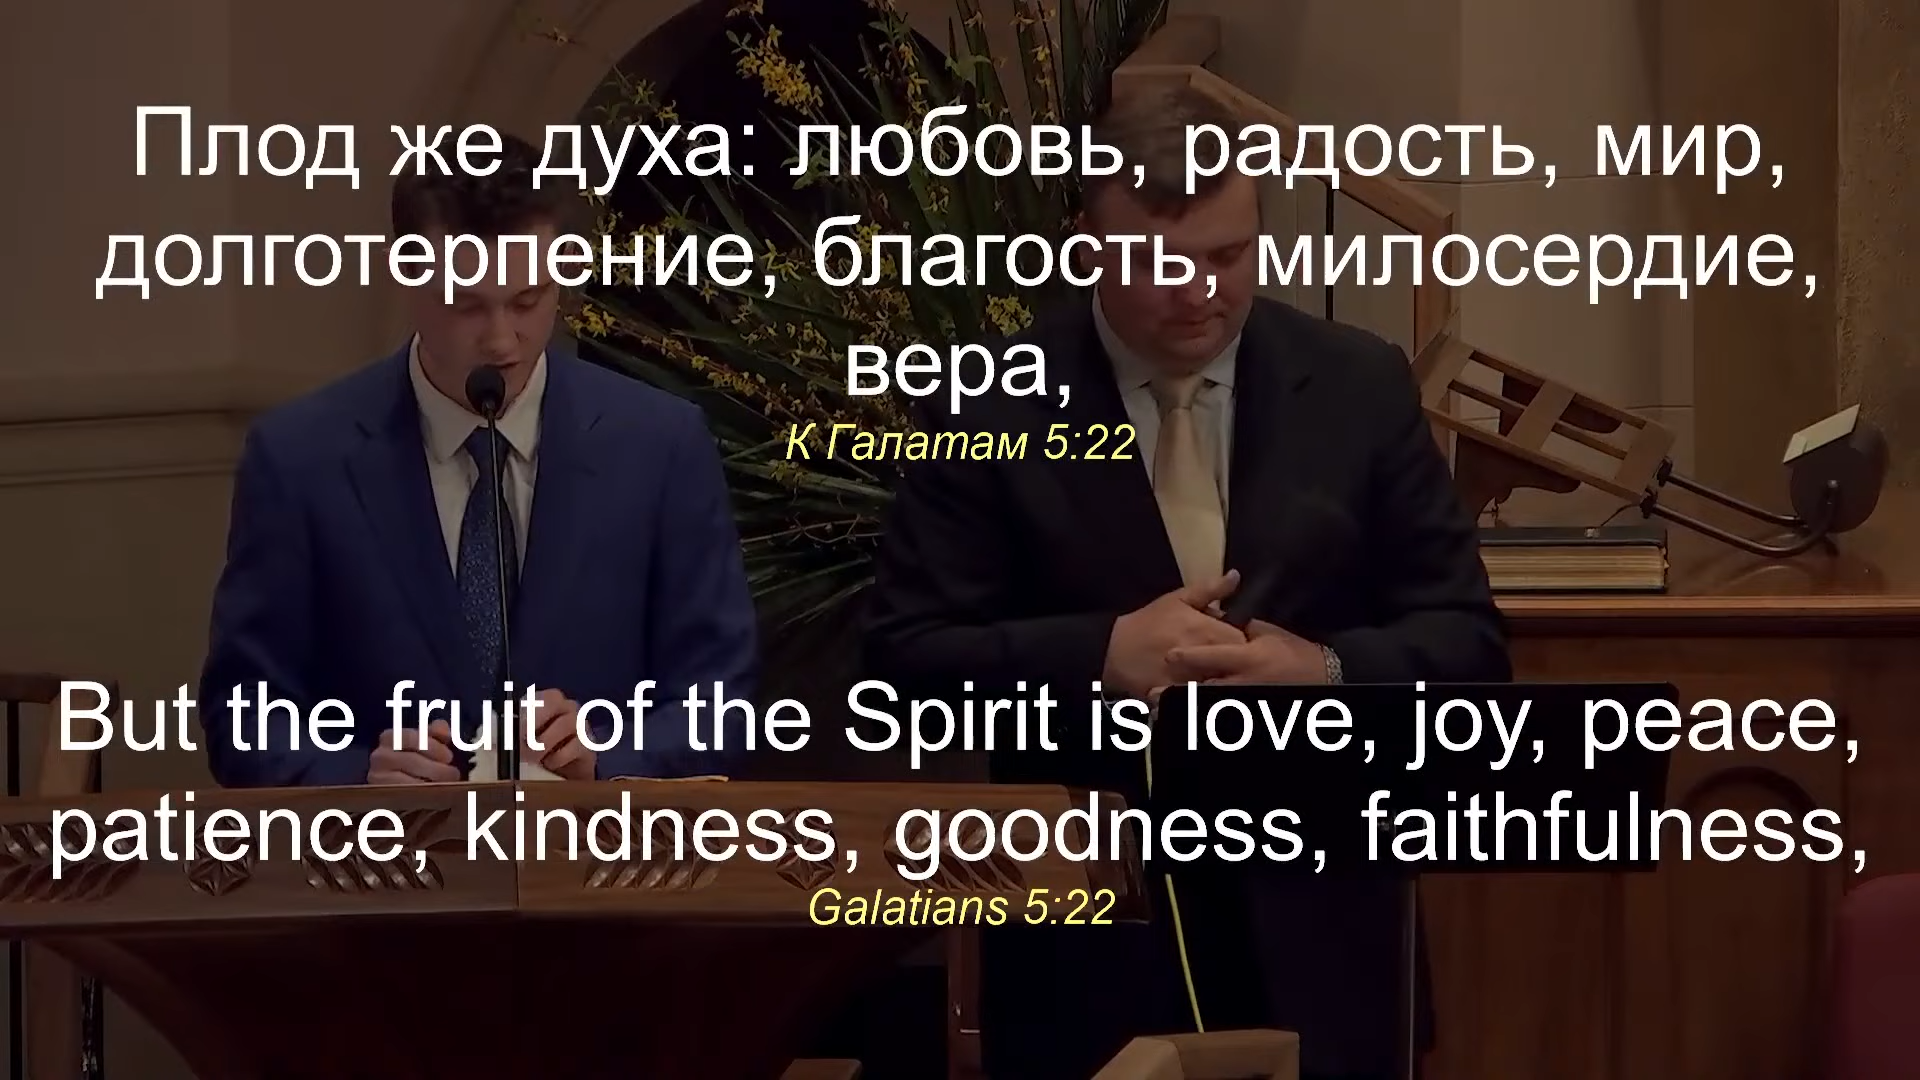 Плод же духа: любовь, радость, мир,
долготерпение, благость, милосердие,
вера,
К Галатам 5:22
But the fruit of the Spirit is love, joy, peace,
patience, kindness, goodness, faithfulness,
Galatians 5:22